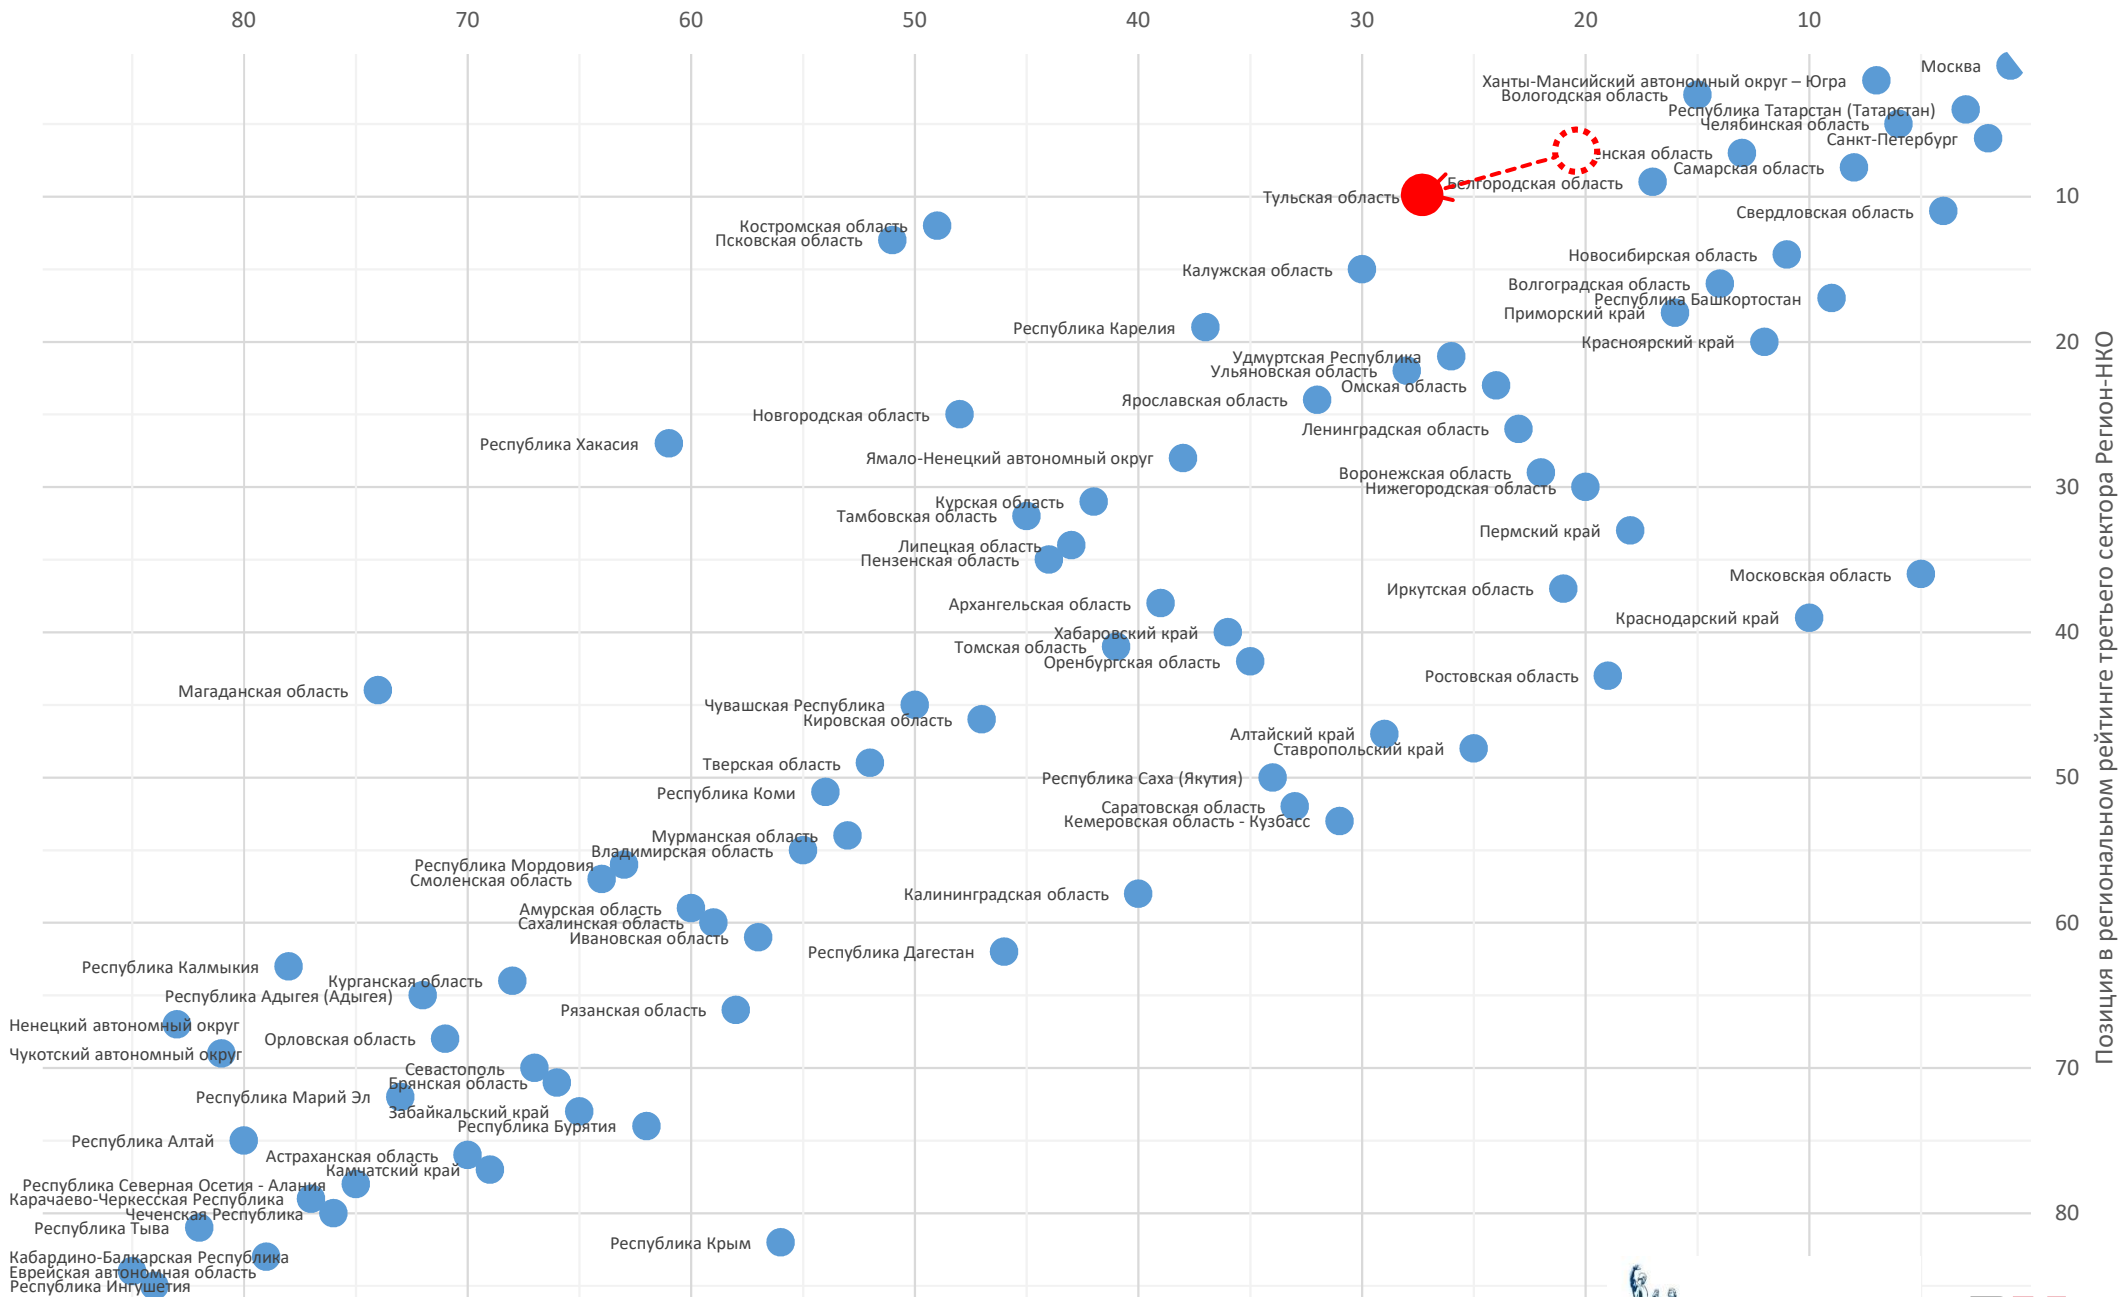 80 70 60 50 40 30 20 10
Москва
Ханты-Мансийский автономный округ – Югра
Вологодская область
Республика Татарстан (Татарстан)
Челябинская область
Санкт-Петербург
нская область
Самарская область
Белгородская область
Тульская область
10
Свердловская область
Костромская область
Псковская область
Новосибирская область
Калужская область
Волгоградская область
Республика Башкортостан
Приморский край
Республика Карелия
Красноярский край
20
Удмуртская Республика
Ульяновская область
Омская область
Ярославская область
Новгородская область
Ленинградская область
Республика Хакасия
Ямало-Ненецкий автономный округ
Воронежская область
Нижегородская область
30
Курская область
Тамбовская область
Пермский край
Липецкая область
Пензенская область
Московская область
Иркутская область
Архангельская область
Краснодарский край
Хабаровский край
40
Томская область
Оренбургская область
Ростовская область
Магаданская область
Чувашская Республика
Кировская область
Алтайский край
Ставропольский край
Тверская область
Республика Саха (Якутия)
50
Республика Коми
Саратовская область
Кемеровская область - Кузбасс
Мурманская область
Владимирская область
Республика Мордовия
Смоленская область
Калининградская область
Амурская область
Сахалинская область
60
Ивановская область
Республика Дагестан
Республика Калмыкия
Курганская область
Республика Адыгея (Адыгея)
Рязанская область
Ненецкий автономный округ
Орловская область
Чукотский автономный округ
Севастополь
70
Брянская область
Республика Марий Эл
Забайкальский край
Республика Бурятия
Республика Алтай
Астраханская область
Камчатский край
Республика Северная Осетия - Алания
Карачаево-Черкесская Республика
Чеченская Республика
80
Республика Тыва
Республика Крым
Кабардино-Балкарская Республика
Еврейская автономная область
Республика Ингушетия
Позиция в региональном рейтинге третьего сектора Регион-НКО